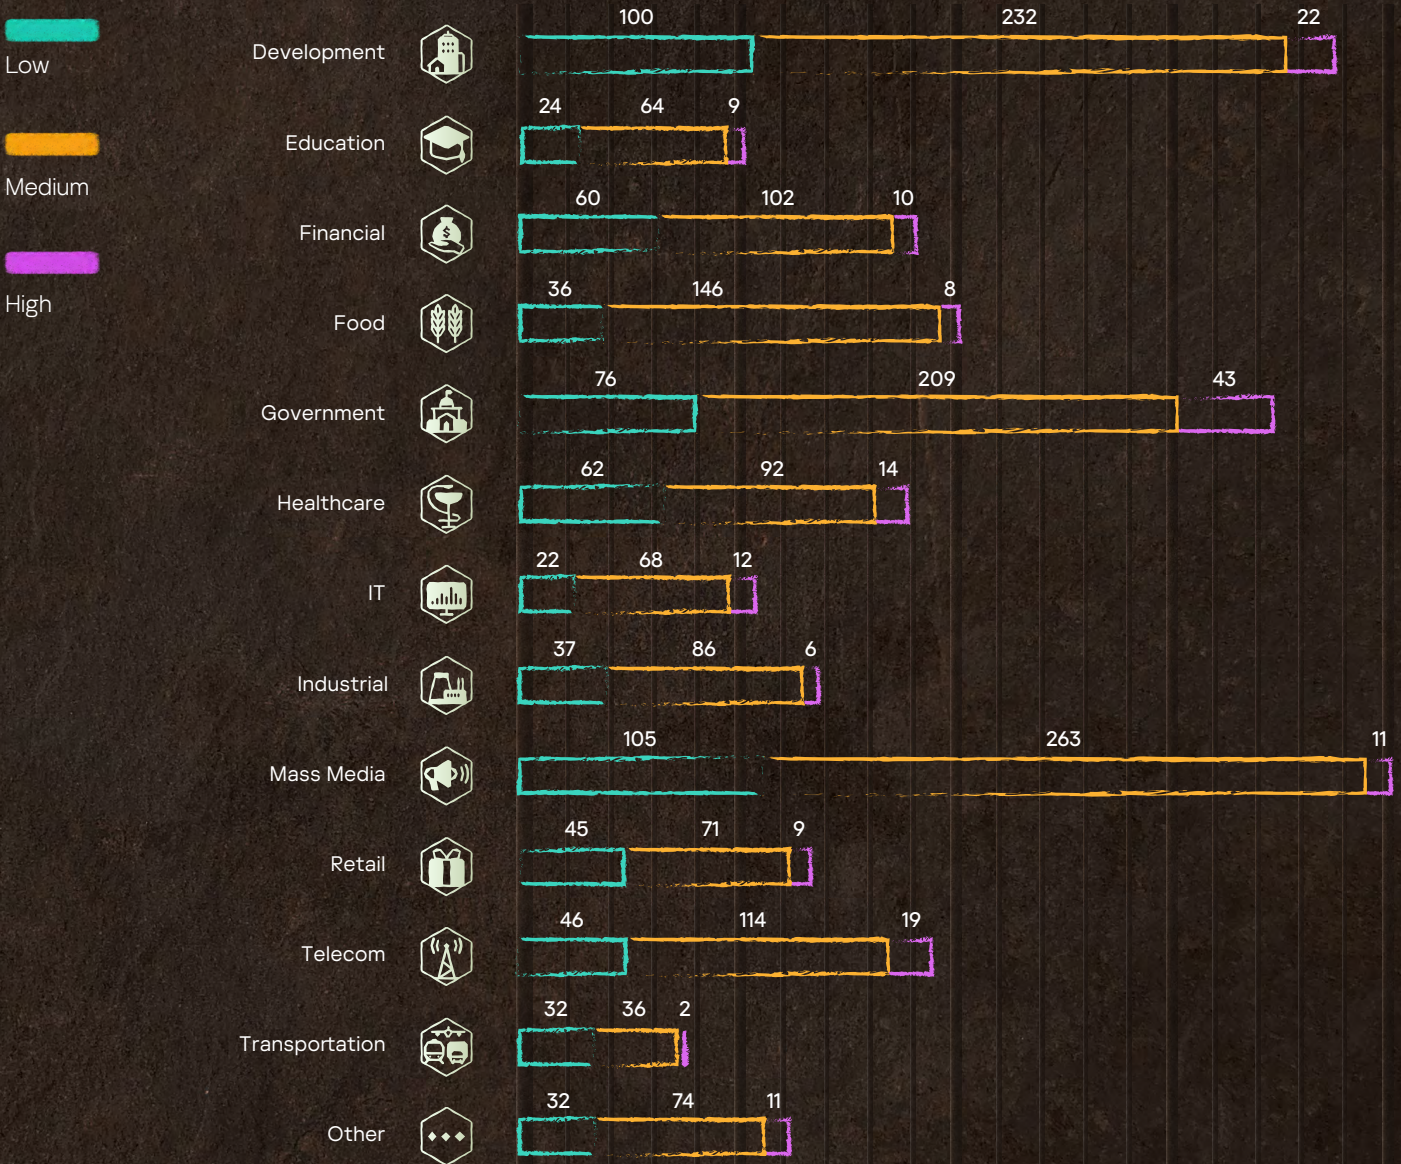 Low
Medium
High
Development
100 232 22
Education
24 64 9
Financial
60 102 10
$
Food
36 146 8
Government
76 209 43
Healthcare
62 92 14
IT
22 68 12
Industrial
37 86 6
Mass Media
105 263 11
Retail
45 71 9
Telecom
46 114 19
Transportation
32 36 2
Other
32 74 11